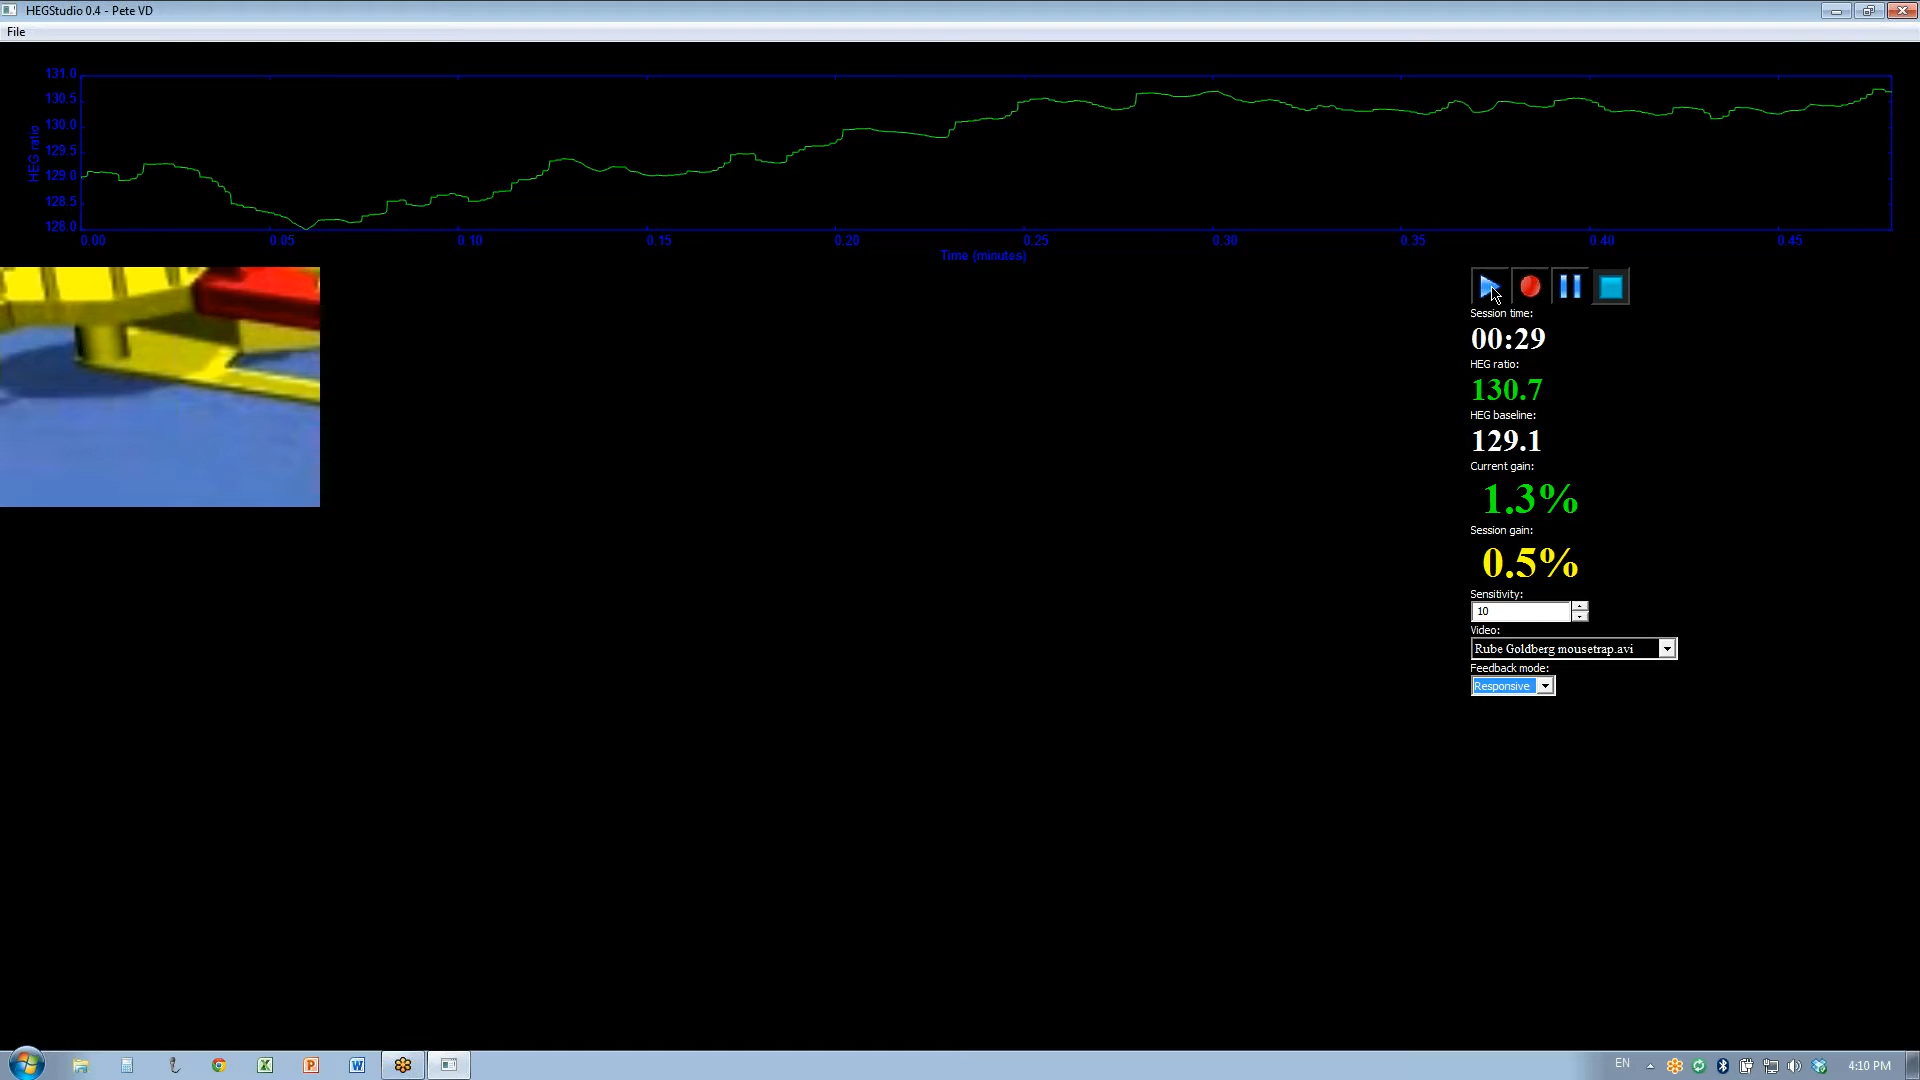 HEGStudio 0.4 - Pete VD
File
131.0
130.5
130.0
129.5
129.0
128.5
128.0
HEG ratio
0.00 0.05 0.10 0.15 0.20 0.25 0.30 0.35 0.40 0.45
Time (minutes)
Session time:
00:29
HEG ratio:
130.7
HEG baseline:
129.1
Current gain:
1.3%
Session gain:
0.5%
Sensitivity:
10
Video:
Rube Goldberg mousetrap.avi
Feedback mode:
Responsive
EN 4:10 PM